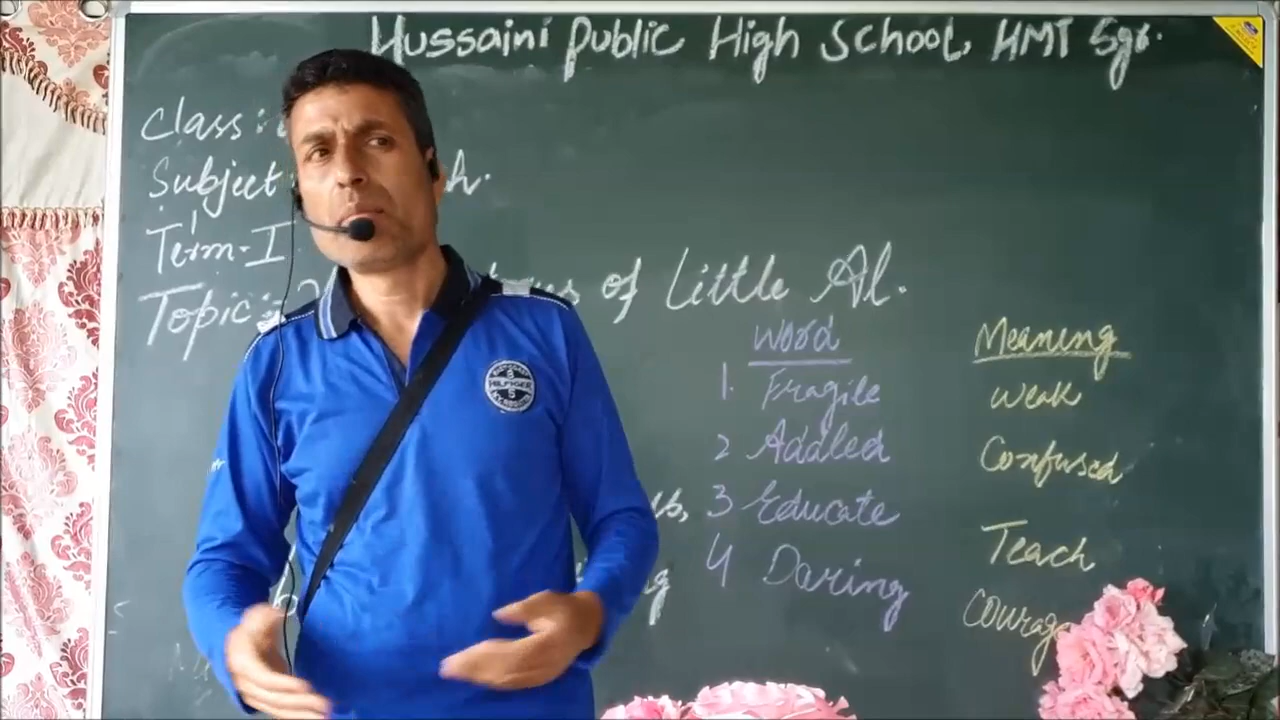 Hussaini Public High School, HMT Sgr.
Class:
Subject
Term-I
Topic: of Little Al.
Word Meaning
1. Fragile Weak
2 Addled Confused
3 Educate Teach
4 Daring Courage
HILFIGER